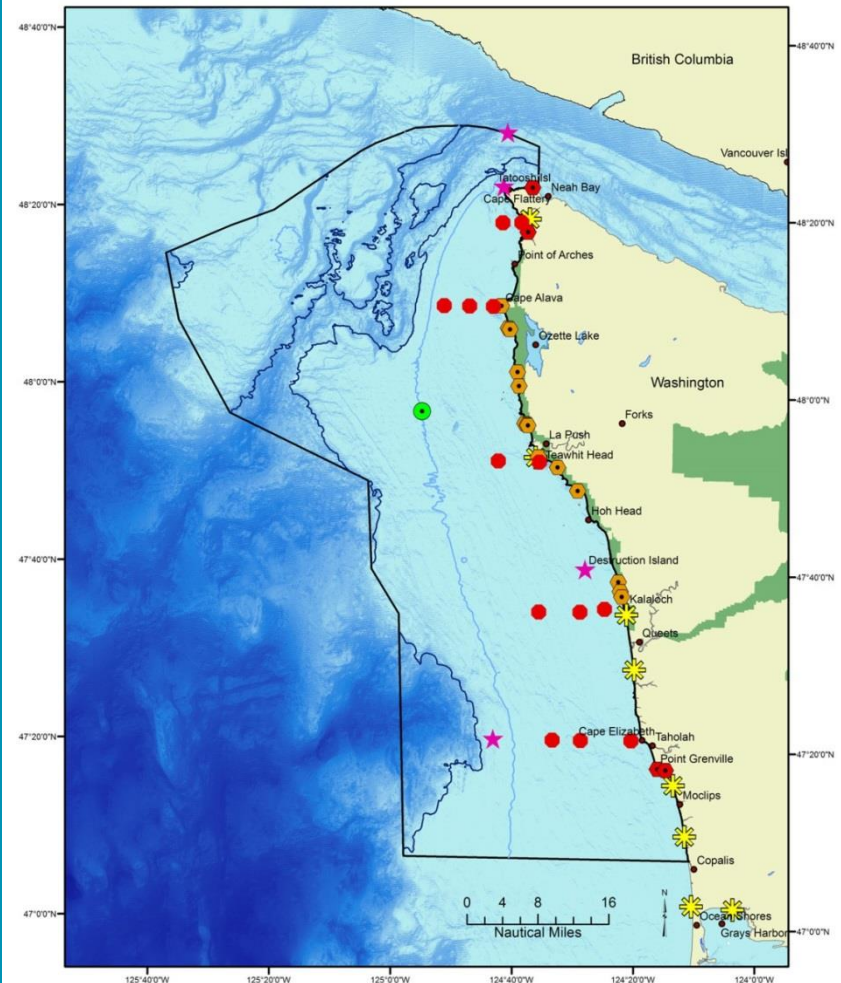 48°40'0"N
48°40'0"N
British Columbia
Vancouver Isl
Tatoosh Isl
Neah Bay
Cape Flattery
48°20'0"N
48°20'0"N
Point of Arches
Cape Alava
Ozette Lake
Washington
48°0'0"N
48°0'0"N
Forks
La Push
Teawhit Head
Hoh Head
Destruction Island
47°40'0"N
47°40'0"N
Kalaloch
Queets
Cape Elizabeth
Taholah
47°20'0"N
47°20'0"N
Point Grenville
Moclips
Copalis
N
0 4 8 16
Nautical Miles
47°0'0"N
47°0'0"N
Ocean Shores
Grays Harbor
125°40'0"W 125°20'0"W 125°0'0"W 124°40'0"W 124°20'0"W 124°0'0"W